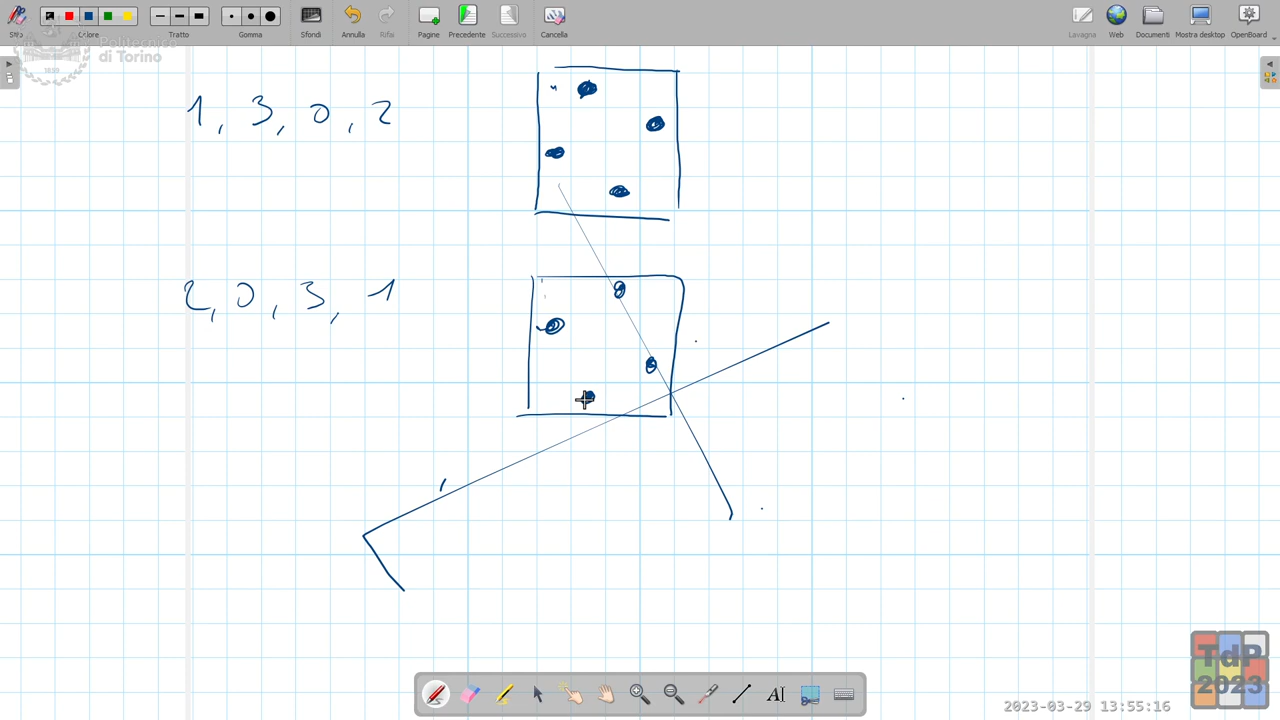 Stilo Colore Tratto Gomma Sfondi Annulla Rifai Pagine Precedente Successivo Cancella Lavagna Web Documenti Mostra desktop OpenBoard
Politecnico
di Torino
1859
1, 3, 0, 2
2, 0, 3, 1
TdP
2023
2023-03-29 13:55:16